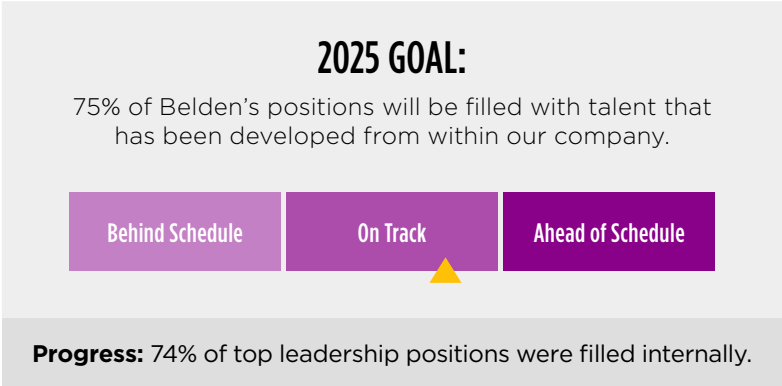 2025 GOAL:
75% of Belden’s positions will be filled with talent that
has been developed from within our company.
Behind Schedule
On Track
Ahead of Schedule
Progress: 74% of top leadership positions were filled internally.